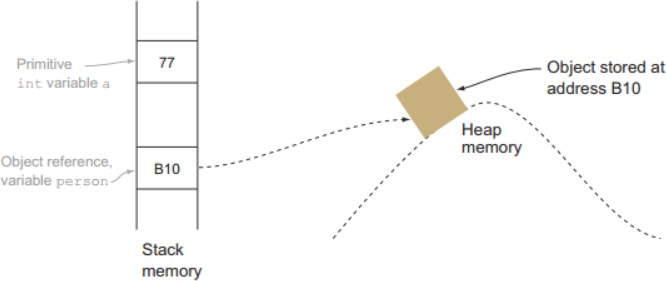 Primitive
int variable a
77
Object stored at
address B10
Heap
memory
Object reference,
variable person
B10
Stack
memory